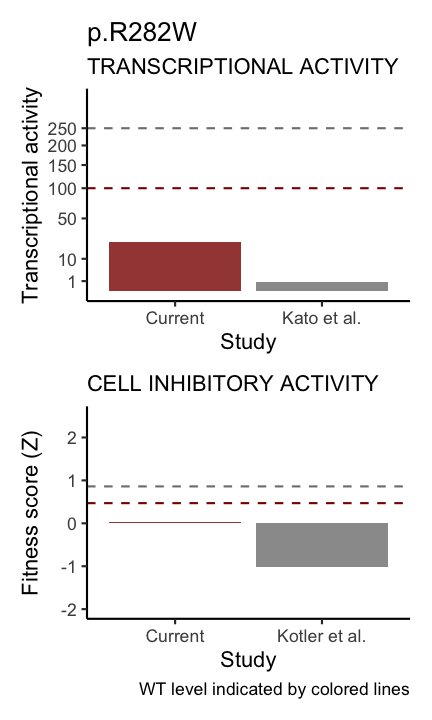 p.R282W
TRANSCRIPTIONAL ACTIVITY
Transcriptional activity
250
200
150
100
50
10
1
Current
Kato et al.
Study
CELL INHIBITORY ACTIVITY
Fitness score (Z)
2
1
0
-1
-2
Current
Kotler et al.
Study
WT level indicated by colored lines